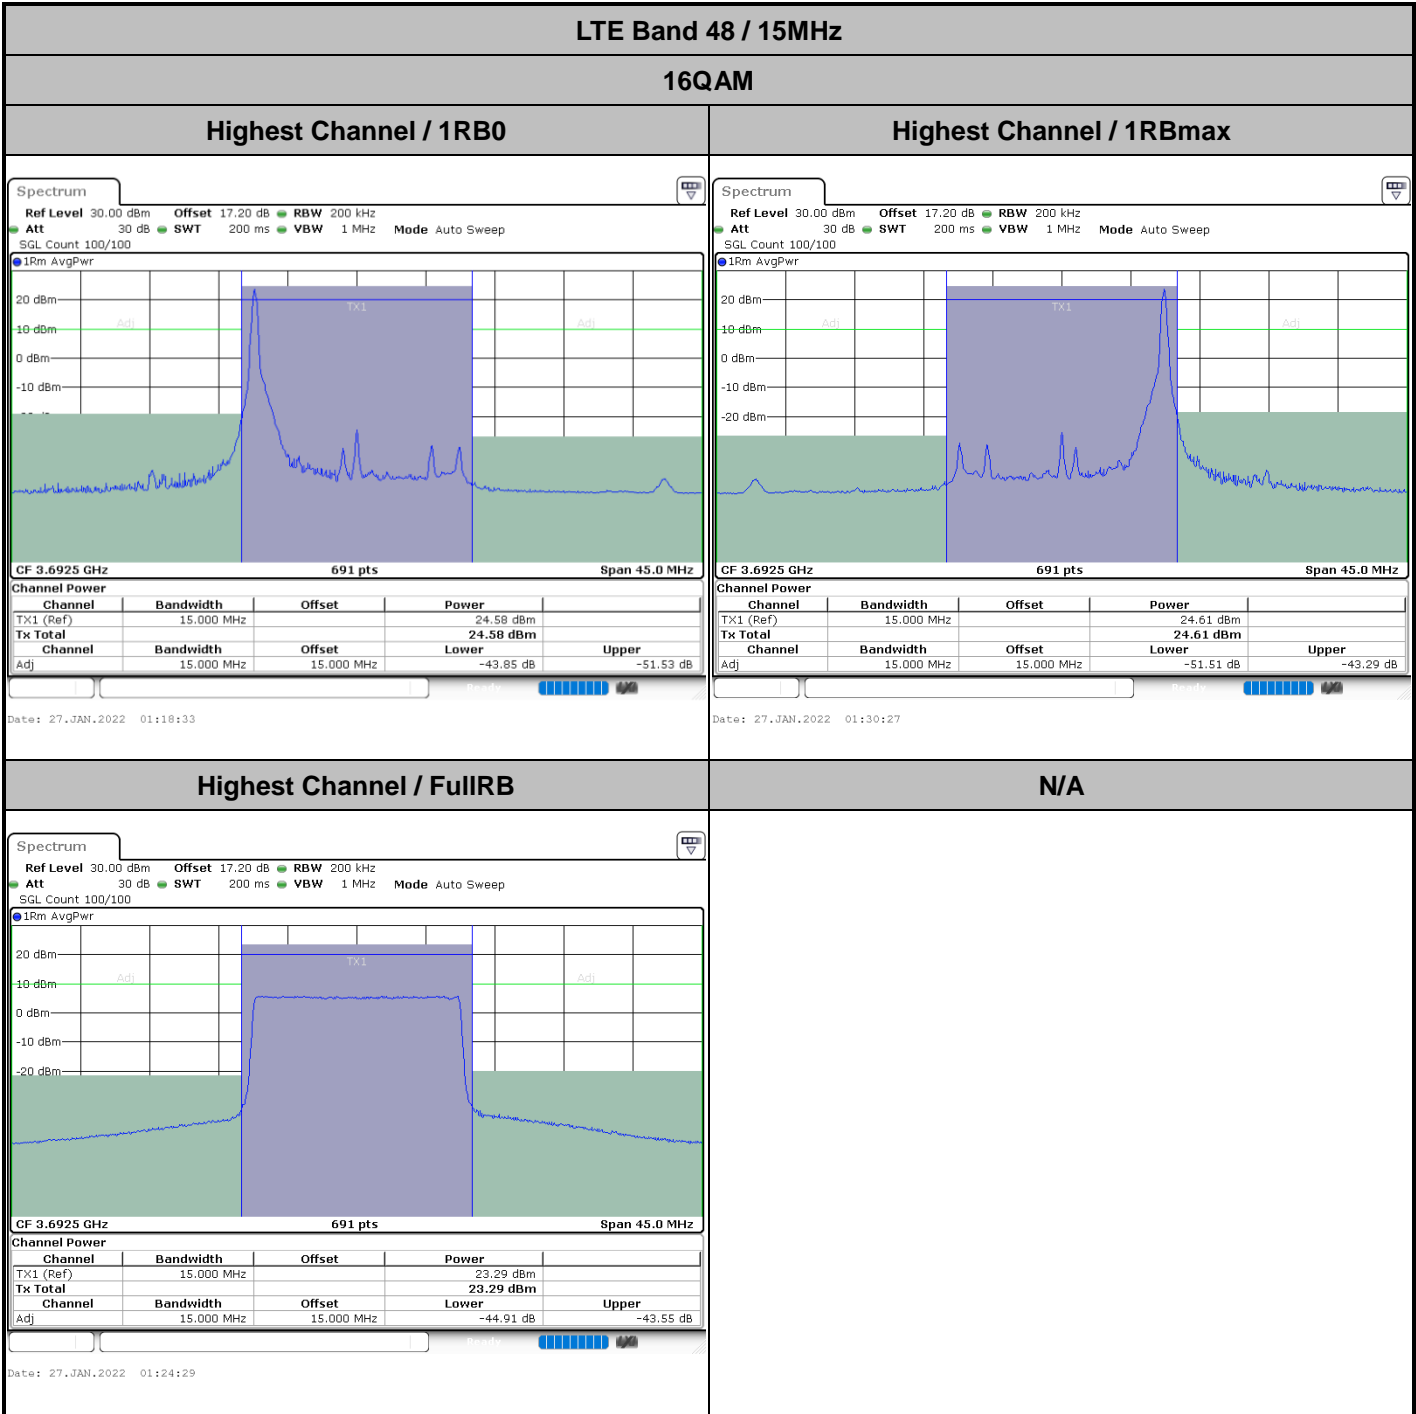 LTE Band 48 / 15MHz
16QAM
Highest Channel / 1RB0
Highest Channel / 1RBmax
Spectrum
Ref Level 30.00 dBm Offset 17.20 dB RBW 200 kHz
Att 30 dB SWT 200 ms VBW 1 MHz Mode Auto Sweep
SGL Count 100/100
1Rm AvgPwr
TX1
Adj
Adj
20 dBm
10 dBm
0 dBm
-10 dBm
CF 3.6925 GHz 691 pts Span 45.0 MHz
Channel Power
Channel Bandwidth Offset Power
TX1 (Ref) 15.000 MHz 24.58 dBm
Tx Total 24.58 dBm
Channel Bandwidth Offset Lower Upper
Adj 15.000 MHz 15.000 MHz -43.85 dB -51.53 dB
Ready
Date: 27.JAN.2022 01:18:33
Spectrum
Ref Level 30.00 dBm Offset 17.20 dB RBW 200 kHz
Att 30 dB SWT 200 ms VBW 1 MHz Mode Auto Sweep
SGL Count 100/100
1Rm AvgPwr
TX1
Adj
Adj
20 dBm
10 dBm
0 dBm
-10 dBm
-20 dBm
CF 3.6925 GHz 691 pts Span 45.0 MHz
Channel Power
Channel Bandwidth Offset Power
TX1 (Ref) 15.000 MHz 24.61 dBm
Tx Total 24.61 dBm
Channel Bandwidth Offset Lower Upper
Adj 15.000 MHz 15.000 MHz -51.51 dB -43.29 dB
Ready
Date: 27.JAN.2022 01:30:27
Highest Channel / FullRB
N/A
Spectrum
Ref Level 30.00 dBm Offset 17.20 dB RBW 200 kHz
Att 30 dB SWT 200 ms VBW 1 MHz Mode Auto Sweep
SGL Count 100/100
1Rm AvgPwr
TX1
Adj
Adj
20 dBm
10 dBm
0 dBm
-10 dBm
-20 dBm
CF 3.6925 GHz 691 pts Span 45.0 MHz
Channel Power
Channel Bandwidth Offset Power
TX1 (Ref) 15.000 MHz 23.29 dBm
Tx Total 23.29 dBm
Channel Bandwidth Offset Lower Upper
Adj 15.000 MHz 15.000 MHz -44.91 dB -43.55 dB
Ready
Date: 27.JAN.2022 01:24:29